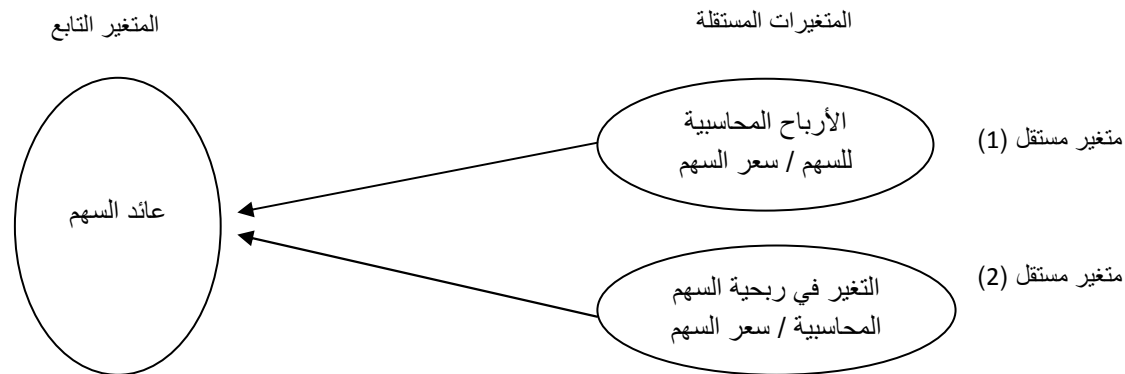 المتغيرات المستقلة
المتغير التابع
متغير مستقل (1)
الأرباح المحاسبية
للسهم / سعر السهم
عائد السهم
متغير مستقل (2)
التغير في ربحية السهم
المحاسبية / سعر السهم